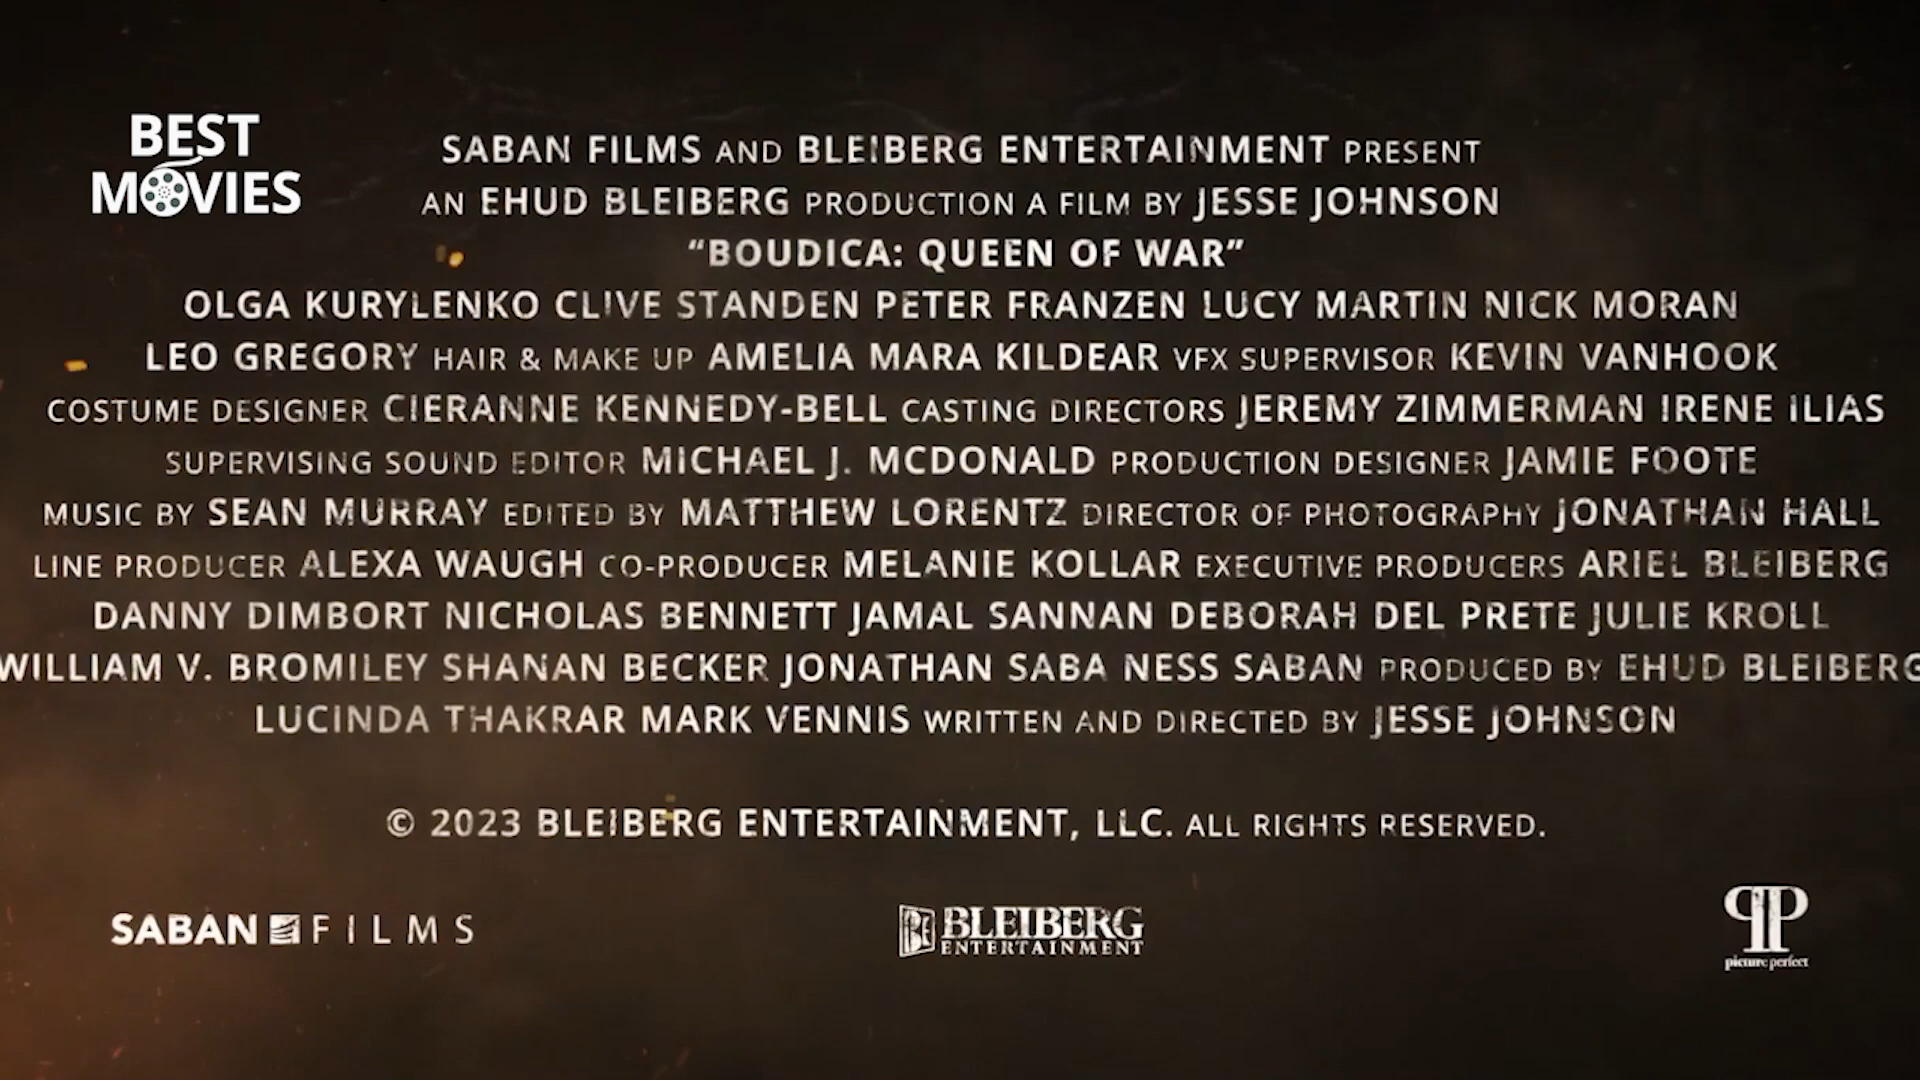 BEST
MOVIES
SABAN FILMS AND BLEIBERG ENTERTAINMENT PRESENT
AN EHUD BLEIBERG PRODUCTION A FILM BY JESSE JOHNSON
“BOUDICA: QUEEN OF WAR”
OLGA KURYLENKO CLIVE STANDEN PETER FRANZEN LUCY MARTIN NICK MORAN
LEO GREGORY HAIR & MAKE UP AMELIA MARA KILDEAR VFX SUPERVISOR KEVIN VANHOOK
COSTUME DESIGNER CIERANNE KENNEDY-BELL CASTING DIRECTORS JEREMY ZIMMERMAN IRENE ILIAS
SUPERVISING SOUND EDITOR MICHAEL J. MCDONALD PRODUCTION DESIGNER JAMIE FOOTE
MUSIC BY SEAN MURRAY EDITED BY MATTHEW LORENTZ DIRECTOR OF PHOTOGRAPHY JONATHAN HALL
LINE PRODUCER ALEXA WAUGH CO-PRODUCER MELANIE KOLLAR EXECUTIVE PRODUCERS ARIEL BLEIBERG
DANNY DIMBORT NICHOLAS BENNETT JAMAL SANNAN DEBORAH DEL PRETE JULIE KROLL
WILLIAM V. BROMILEY SHANAN BECKER JONATHAN SABA NESS SABAN PRODUCED BY EHUD BLEIBERG
LUCINDA THAKRAR MARK VENNIS WRITTEN AND DIRECTED BY JESSE JOHNSON
© 2023 BLEIBERG ENTERTAINMENT, LLC. ALL RIGHTS RESERVED.
SABAN FILMS
BLEIBERG
ENTERTAINMENT
PP
picture perfect